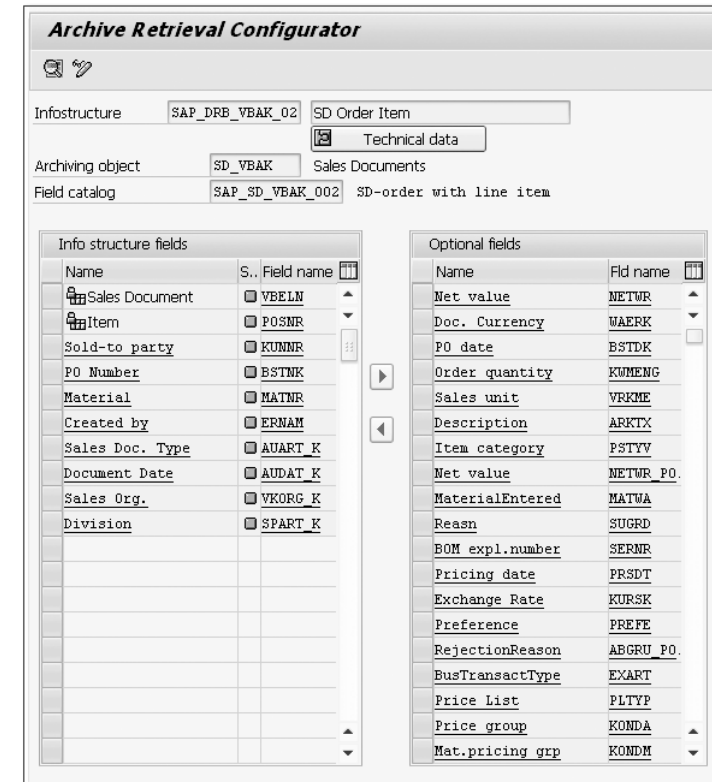 Archive Retrieval Configurator
Infostructure SAP_DRB_VBAK_02 SD Order Item
Technical data
Archiving object SD_VBAK Sales Documents
Field catalog SAP_SD_VBAK_002 SD-order with line item
Info structure fields
Name S.. Field name
Sales Document VBELN
Item POSNR
Sold-to party KUNNR
PO Number BSTNK
Material MATNR
Created by ERNAM
Sales Doc. Type AUART_K
Document Date AUDAT_K
Sales Org. VKORG_K
Division SPART_K
Optional fields
Name Fld name
Net value NETWR
Doc. Currency WAERK
PO date BSTDK
Order quantity KWMENG
Sales unit VRKME
Description ARKTX
Item category PSTYV
Net value NETWR_PO.
MaterialEntered MATWA
Reasn SUGRD
BOM expl.number SERNR
Pricing date PRSDT
Exchange Rate KURSK
Preference PREFE
RejectionReason ABGRU_PO.
BusTransactType EXART
Price List PLTYP
Price group KONDA
Mat.pricing grp KONDM